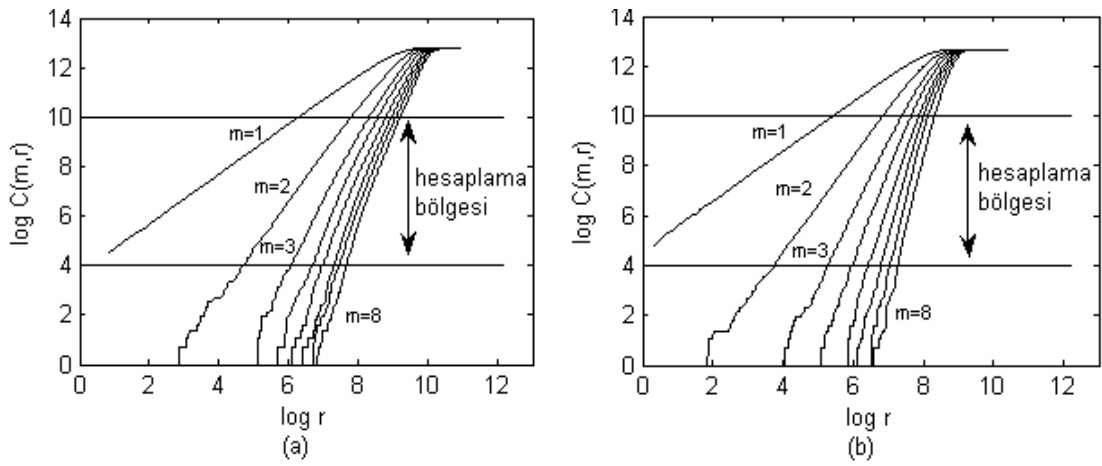 14
12
10
8
6
4
2
0
log C(m,r)
m=1
m=2
m=3
m=8
hesaplama
bölgesi
0 2 4 6 8 10 12
log r
(a)
14
12
10
8
6
4
2
0
log C(m,r)
m=1
m=2
m=3
m=8
hesaplama
bölgesi
0 2 4 6 8 10 12
log r
(b)